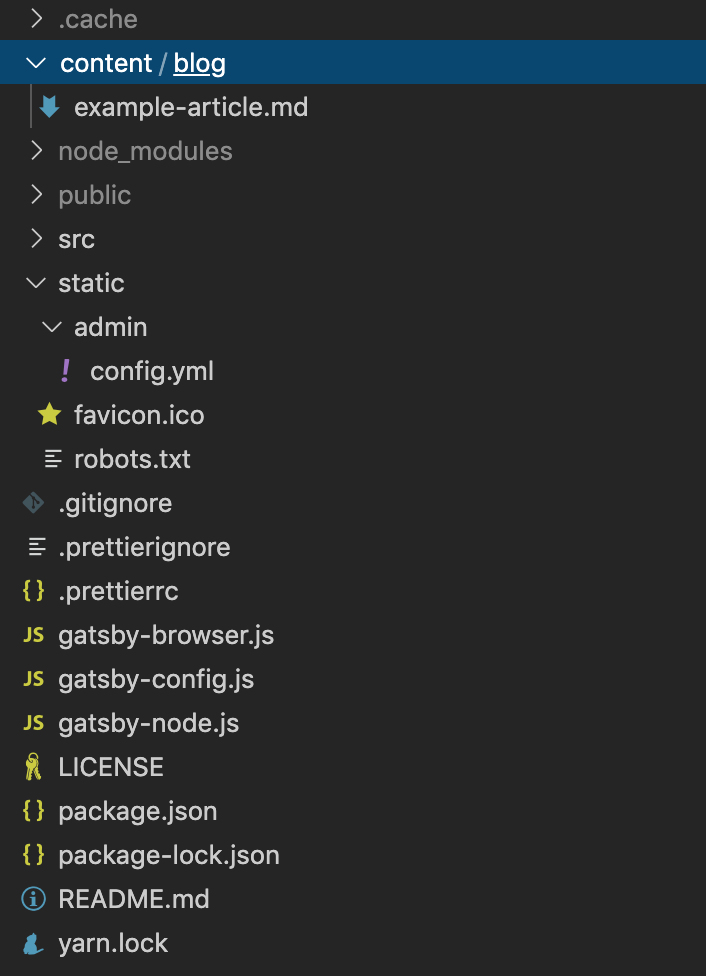 .cache
content / blog
example-article.md
node_modules
public
src
static
admin
! config.yml
favicon.ico
robots.txt
.gitignore
.prettierignore
{} .prettierrc
JS gatsby-browser.js
JS gatsby-config.js
JS gatsby-node.js
LICENSE
{} package.json
{} package-lock.json
README.md
yarn.lock